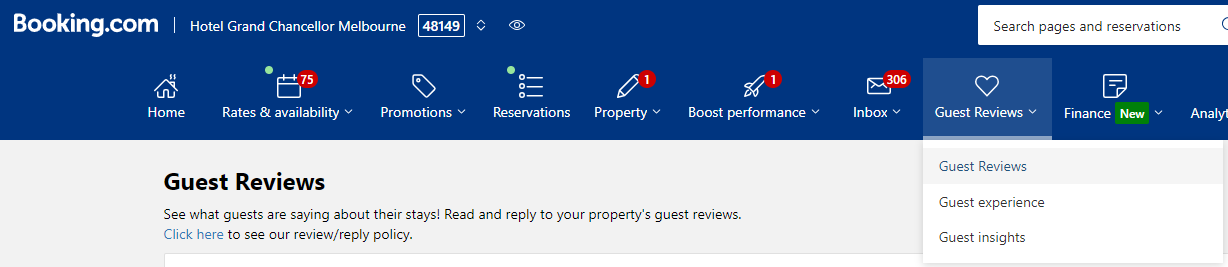 Booking.com Hotel Grand Chancellor Melbourne 48149 Search pages and reservations
75 1 1 306
Home Rates & availability Promotions Reservations Property Boost performance Inbox Guest Reviews Finance New Analyt
Guest Reviews
Guest experience
Guest insights
Guest Reviews
See what guests are saying about their stays! Read and reply to your property's guest reviews.
Click here to see our review/reply policy.